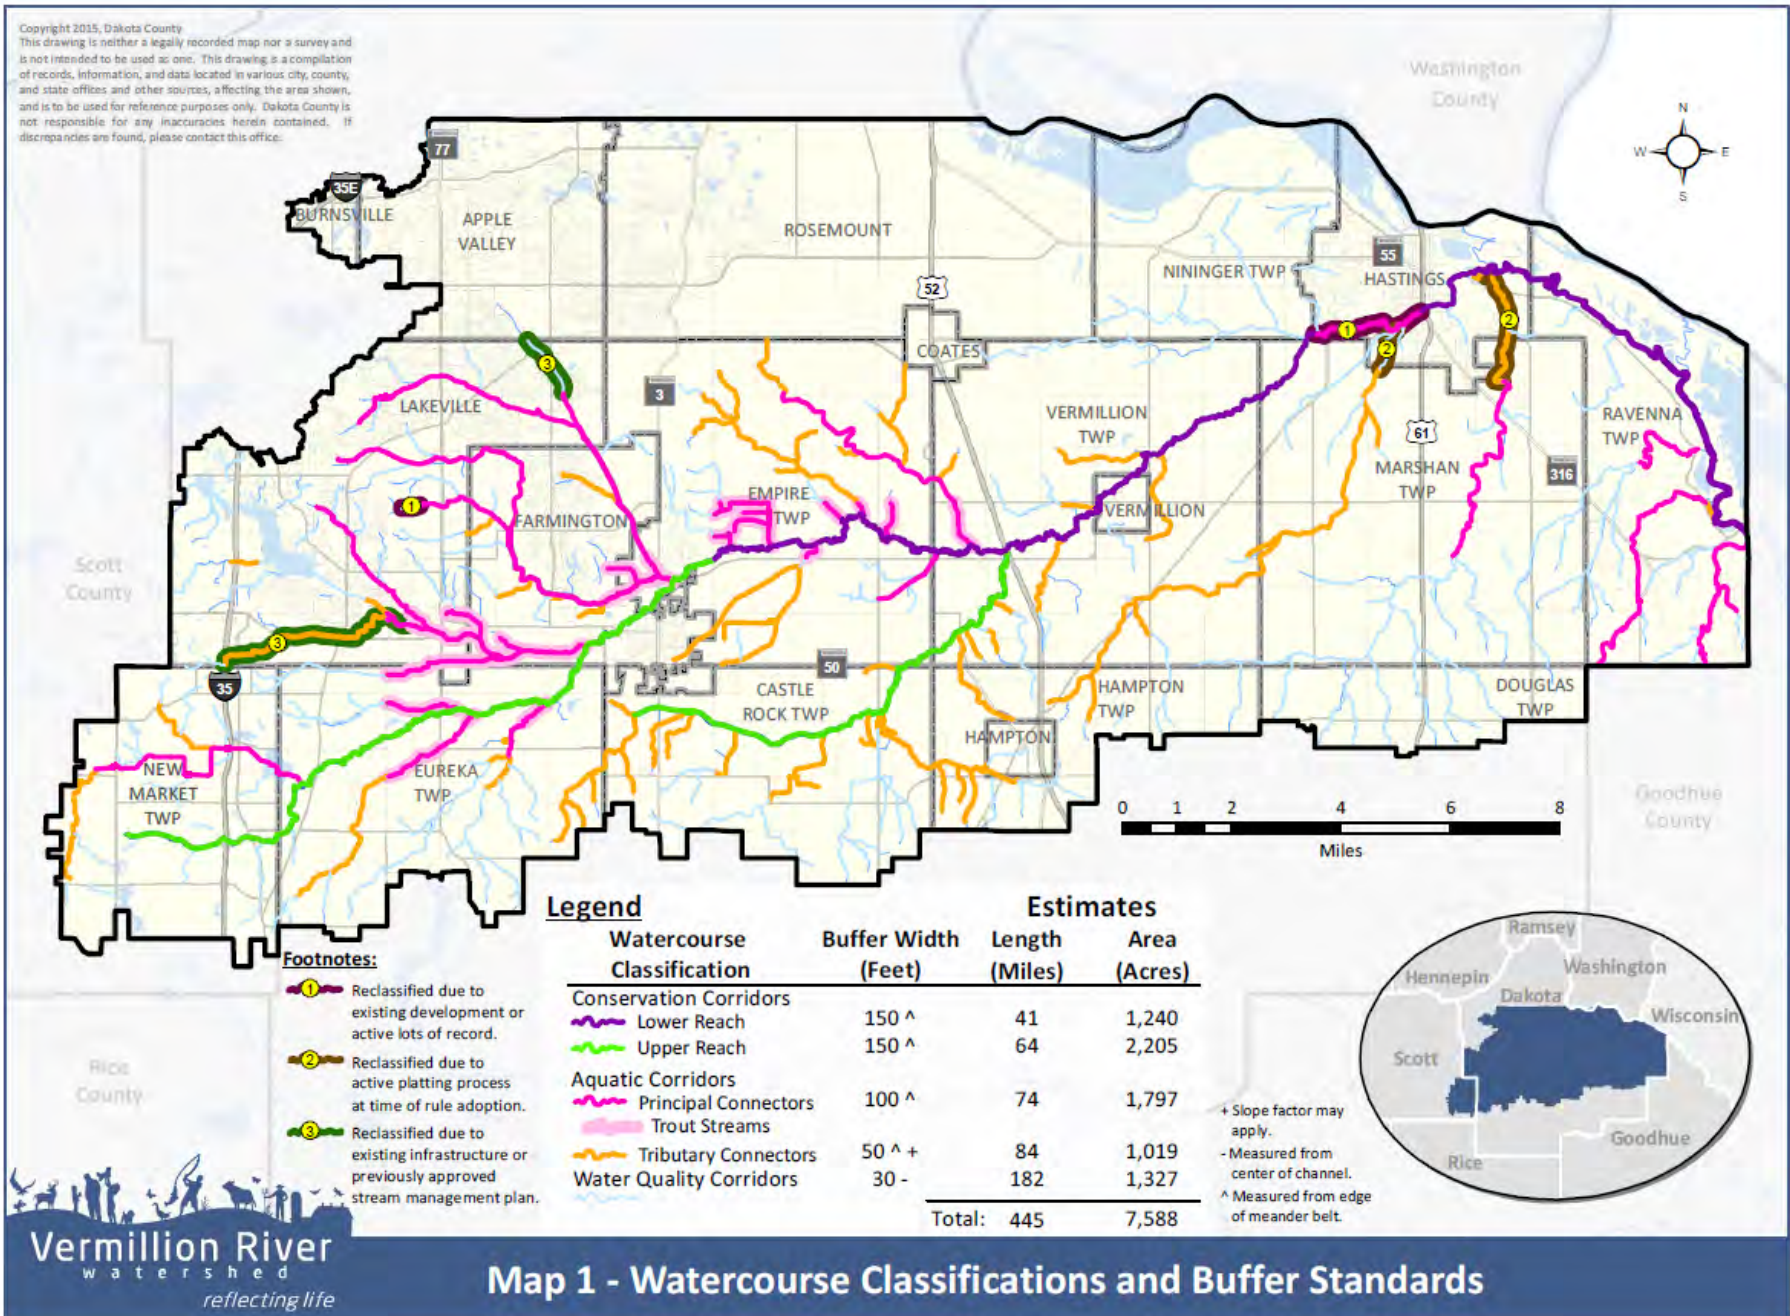 Copyright 2015, Dakota County
This drawing is neither a legally recorded map nor a survey and
is not intended to be used as one. This drawing is a compilation
of records, information, and data located in various city, county,
and state offices and other sources, affecting the area shown,
and is to be used for reference purposes only. Dakota County is
not responsible for any inaccuracies herein contained. If
discrepancies are found, please contact this office.
Washington
County
N
W E
S
77
35E
BURNSVILLE
APPLE
VALLEY
ROSEMOUNT
52
NININGER TWP
55
HASTINGS
1
2
2
COATES
3
3
LAKEVILLE
VERMILLION
TWP
61
RAVENNA
TWP
MARSHAN
TWP
316
1
EMPIRE
TWP
FARMINGTON
VERMILLION
Scott
County
3
35
50
CASTLE
ROCK TWP
HAMPTON
TWP
DOUGLAS
TWP
HAMPTON
NEW
MARKET
TWP
EUREKA
TWP
Goodhue
County
0 1 2 4 6 8
Miles
Rice
County
Footnotes:
1 Reclassified due to
existing development or
active lots of record.
2 Reclassified due to
active platting process
at time of rule adoption.
3 Reclassified due to
existing infrastructure or
previously approved
stream management plan.
Legend
Estimates
Watercourse Buffer Width Length Area
Classification (Feet) (Miles) (Acres)
Conservation Corridors
Lower Reach 150 ^ 41 1,240
Upper Reach 150 ^ 64 2,205
Aquatic Corridors
Principal Connectors 100 ^ 74 1,797
Trout Streams
Tributary Connectors 50 ^ + 84 1,019
Water Quality Corridors 30 - 182 1,327
Total: 445 7,588
+ Slope factor may
apply.
- Measured from
center of channel.
^ Measured from edge
of meander belt.
Ramsey
Hennepin
Washington
Dakota
Wisconsin
Scott
Goodhue
Rice
Vermillion River
watershed
reflecting life
Map 1 - Watercourse Classifications and Buffer Standards